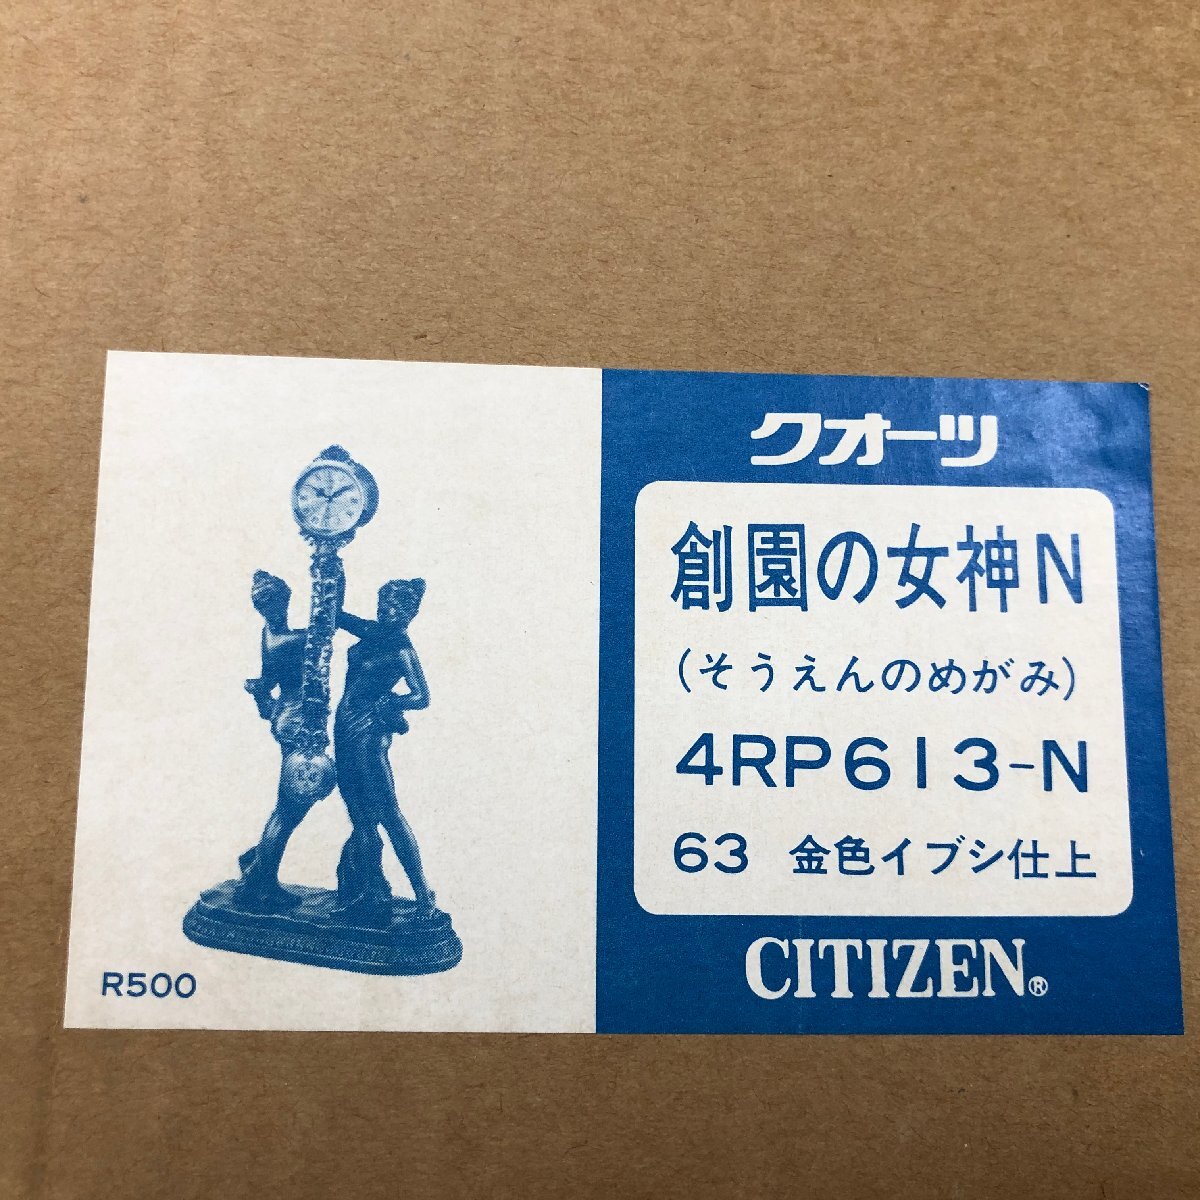 クオーツ
創園の女神N
(そうえんのめがみ)
4RP613-N
63 金色イブシ仕上
CITIZEN®
R500